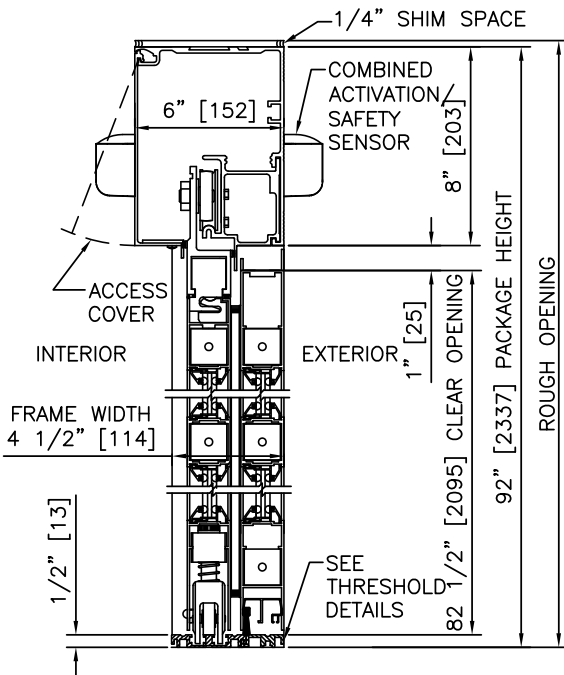 1/4" SHIM SPACE
COMBINED
ACTIVATION/
SAFETY
SENSOR
6" [152]
8" [203]
ACCESS
COVER
INTERIOR
EXTERIOR
1" [25]
FRAME WIDTH
4 1/2" [114]
1/2" [13]
82 1/2" [2095] CLEAR OPENING
92" [2337] PACKAGE HEIGHT
ROUGH OPENING
SEE
THRESHOLD
DETAILS